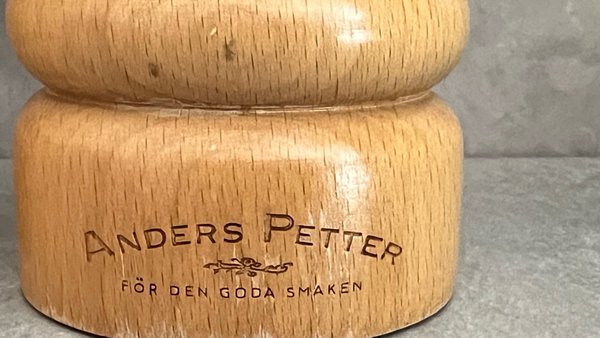 ANDERS PETTER
FÖR DEN GODA SMAKEN